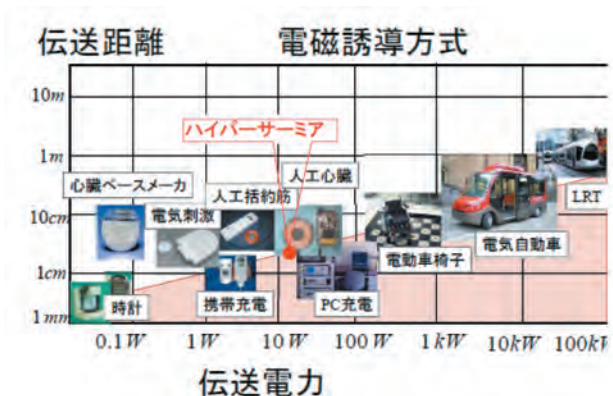 伝送距離
電磁誘導方式
10m
1m
10cm
1cm
1mm
ハイパーサーミア
心臓ペースメーカ
人工括約筋
人工心臓
電気刺激
LRT
電気自動車
電動車椅子
時計
携帯充電
PC充電
0.1W
1W
10W
100W
1kW
10kW
100kW
伝送電力